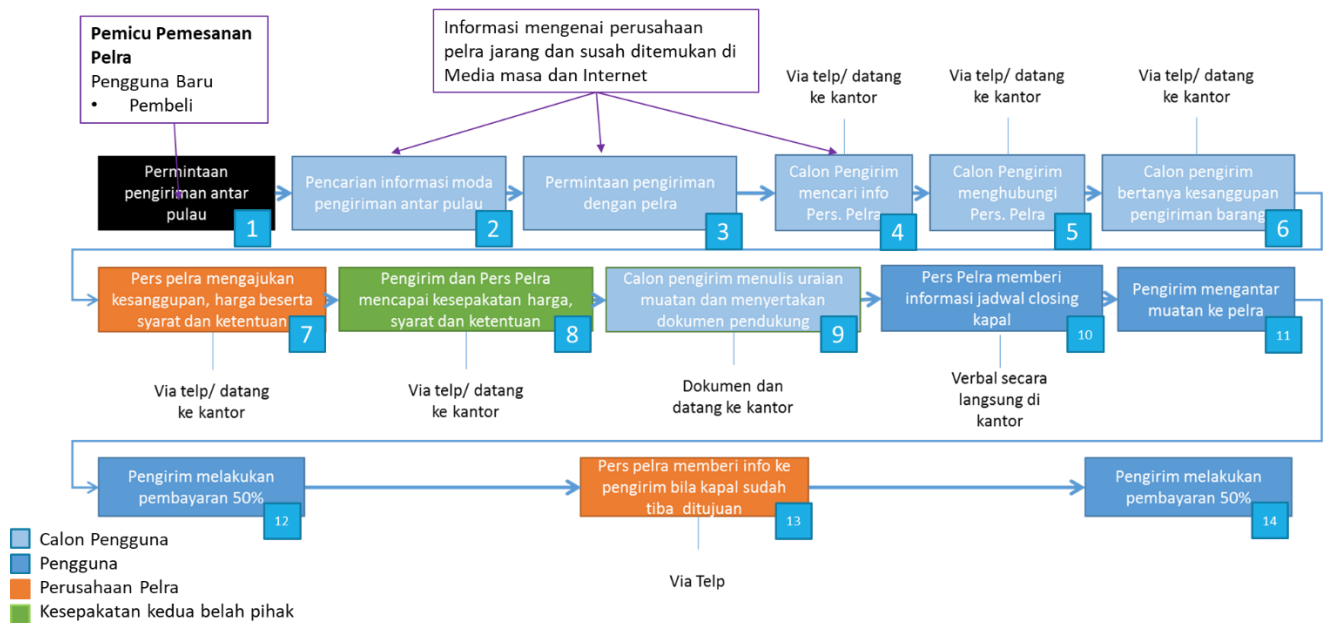 Pemicu Pemesanan
Pelra
Pengguna Baru
• Pembeli
Informasi mengenai perusahaan
pelra jarang dan susah ditemukan di
Media masa dan Internet
Via telp/ datang
ke kantor
Via telp/ datang
ke kantor
Via telp/ datang
ke kantor
Permintaan
pengiriman antar
pulau
1
Pencarian informasi moda
pengiriman antar pulau
2
Permintaan pengiriman
dengan pelra
3
Calon Pengirim
mencari info
Pers. Pelra
4
Calon Pengirim
menghubungi
Pers. Pelra
5
Calon pengirim
bertanya kesanggupan
pengiriman barang
6
Pers pelra mengajukan
kesanggupan, harga beserta
syarat dan ketentuan
7
Pengirim dan Pers Pelra
mencapai kesepakatan harga,
syarat dan ketentuan
8
Calon pengirim menulis uraian
muatan dan menyertakan
dokumen pendukung
9
Pers Pelra memberi
informasi jadwal closing
kapal
10
Pengirim mengantar
muatan ke pelra
11
Via telp/ datang
ke kantor
Via telp/ datang
ke kantor
Dokumen dan
datang ke kantor
Verbal secara
langsung di
kantor
Pengirim melakukan
pembayaran 50%
12
Pers pelra memberi info ke
pengirim bila kapal sudah
tiba ditujuan
13
Pengirim melakukan
pembayaran 50%
14
Via Telp
Calon Pengguna
Pengguna
Perusahaan Pelra
Kesepakatan kedua belah pihak